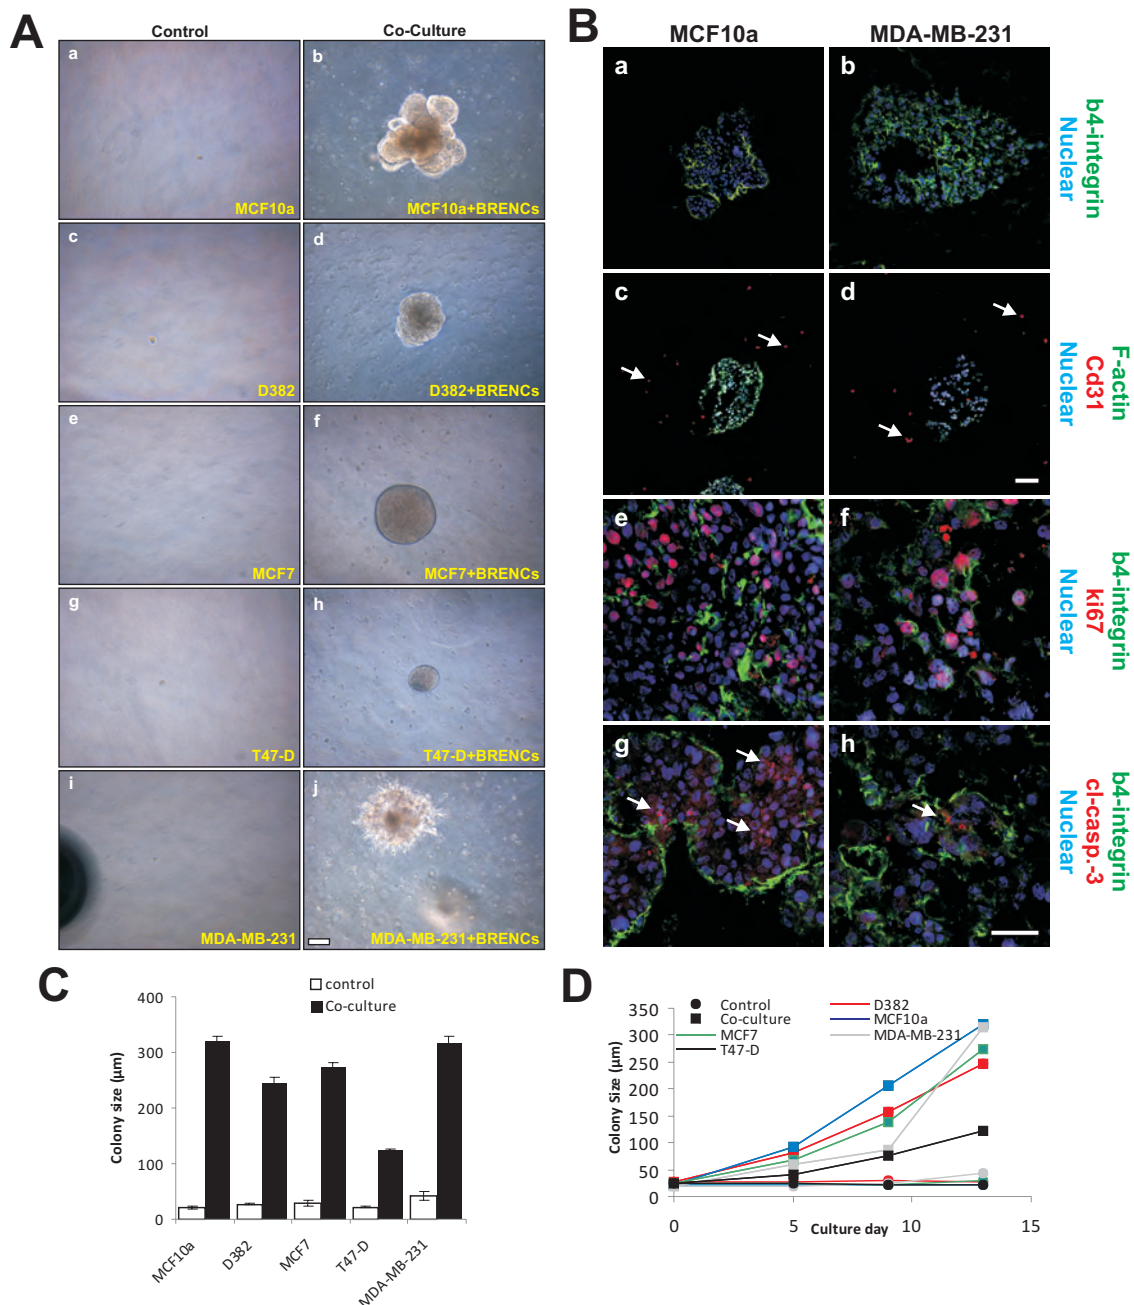 A
Control
Co-Culture
a
MCF10a
b
MCF10a+BRENCs
c
D382
d
D382+BRENCs
e
MCF7
f
MCF7+BRENCs
g
T47-D
h
T47-D+BRENCs
i
MDA-MB-231
j
MDA-MB-231+BRENCs
B
MCF10a
MDA-MB-231
a
b
b4-integrin
Nuclear
c
d
F-actin
Cd31
Nuclear
e
f
b4-integrin
ki67
Nuclear
g
h
b4-integrin
cl-casp.-3
Nuclear
C
control
Co-culture
Colony size (µm)
400
300
200
100
0
MCF10a
D382
MCF7
T47-D
MDA-MB-231
D
Control
D382
Co-culture
MCF10a
MCF7
MDA-MB-231
T47-D
Colony Size (µm)
350
300
250
200
150
100
50
0
0
5
10
15
Culture day